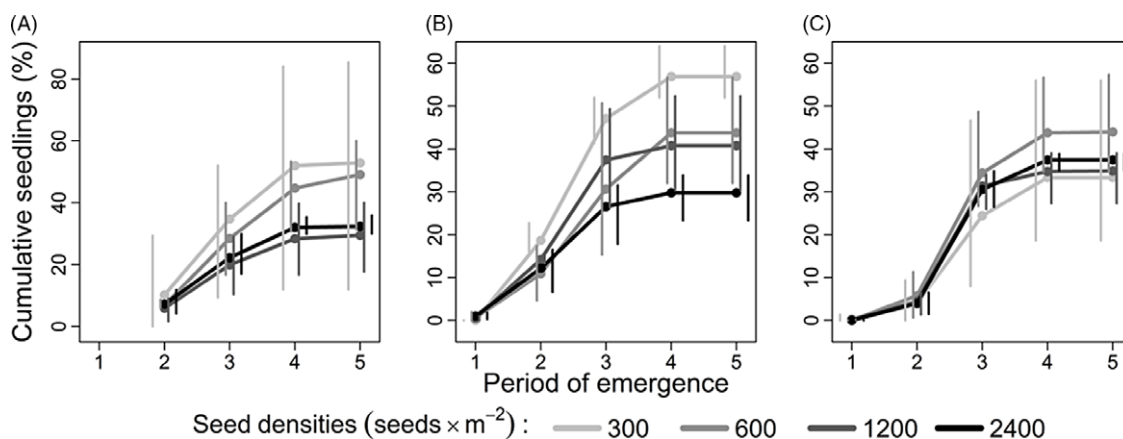 (A) (B) (C)
Cumulative seedlings (%)
80
60
40
20
0
1 2 3 4 5
60
50
40
30
20
10
0
1 2 3 4 5
60
50
40
30
20
10
0
1 2 3 4 5
Period of emergence
Seed densities (seeds × m⁻²) : 300 600 1200 2400